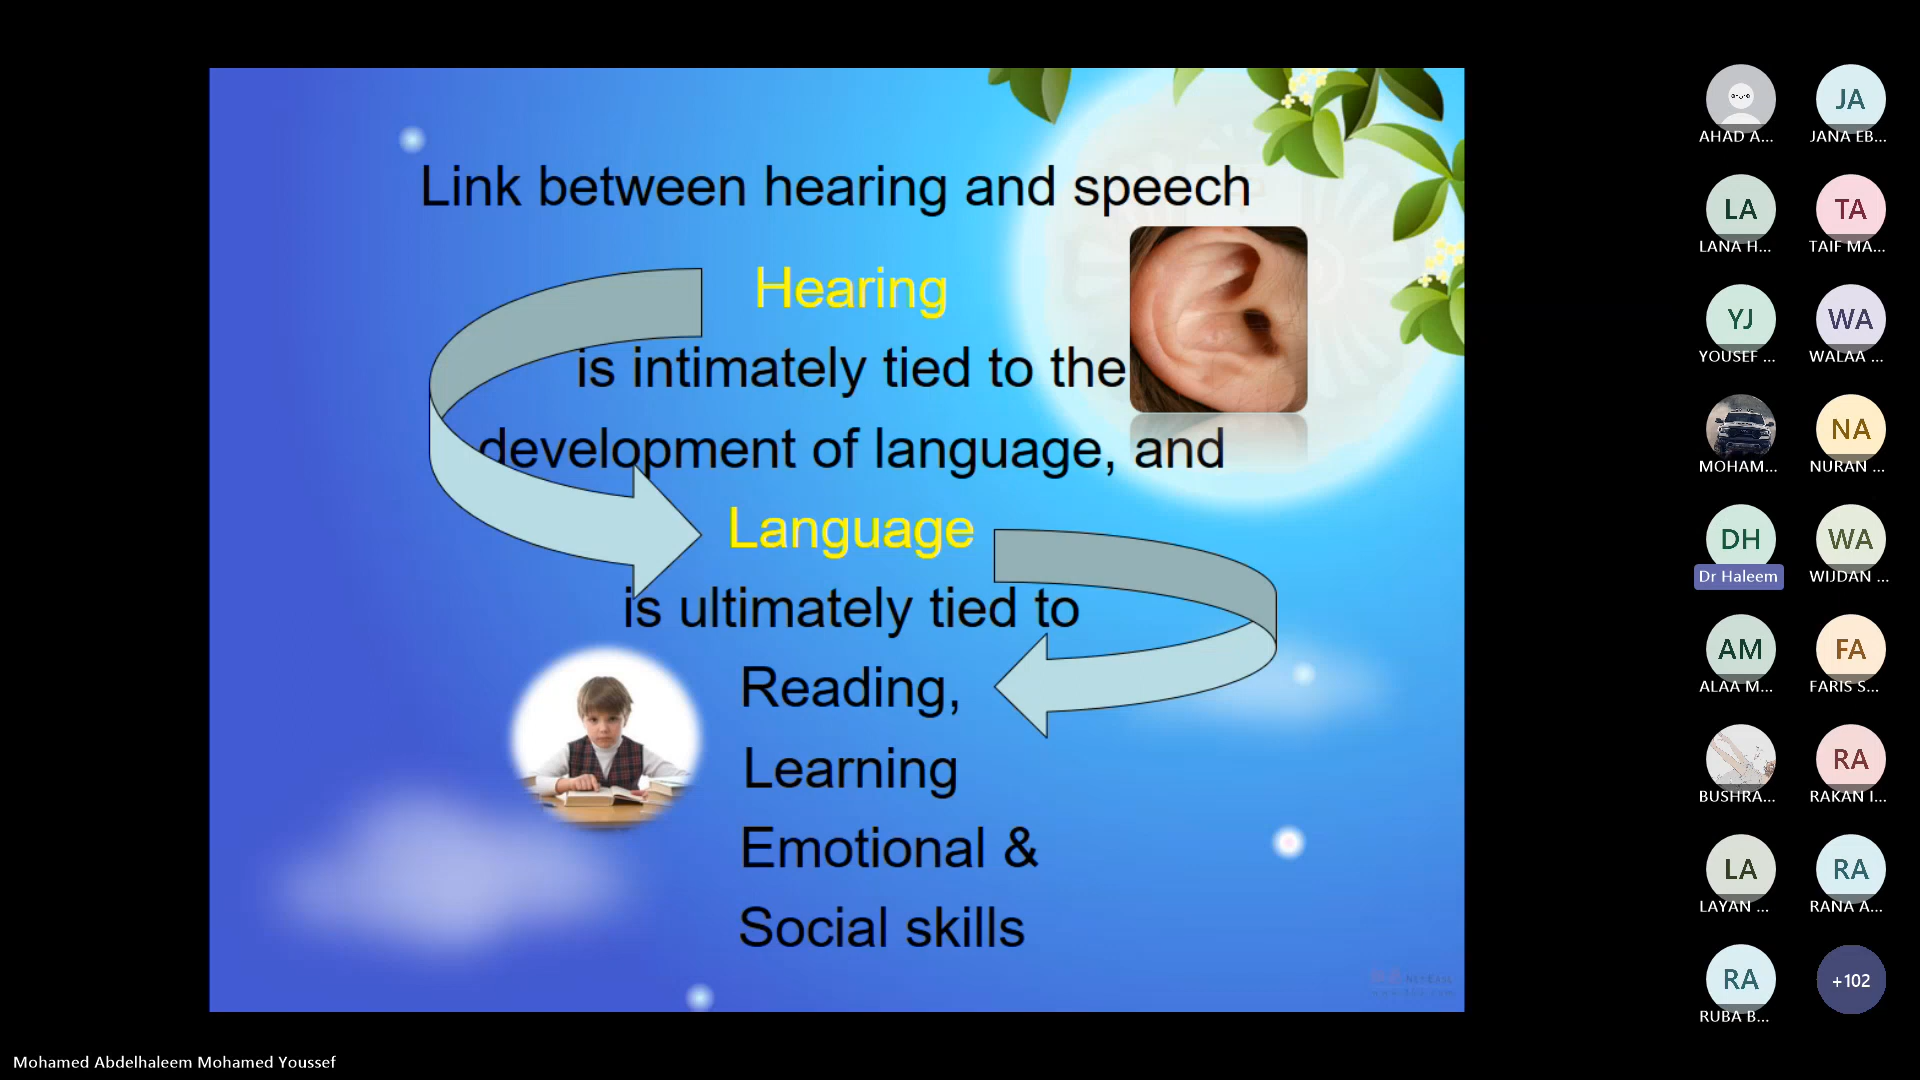 Link between hearing and speech
Hearing
is intimately tied to the
development of language, and
Language
is ultimately tied to
Reading,
Learning
Emotional &
Social skills
AHAD A...
JANA EB...
JA
LANA H...
LA
TAIF MA...
TA
YOUSEF ...
YJ
WALAA ...
WA
MOHAM...
NURAN ...
NA
Dr Haleem
DH
WIJDAN ...
WA
ALAA M...
AM
FARIS S...
FA
BUSHRA...
RAKAN I...
RA
LAYAN ...
LA
RANA A...
RA
RUBA B...
RA
+102
Mohamed Abdelhaleem Mohamed Youssef